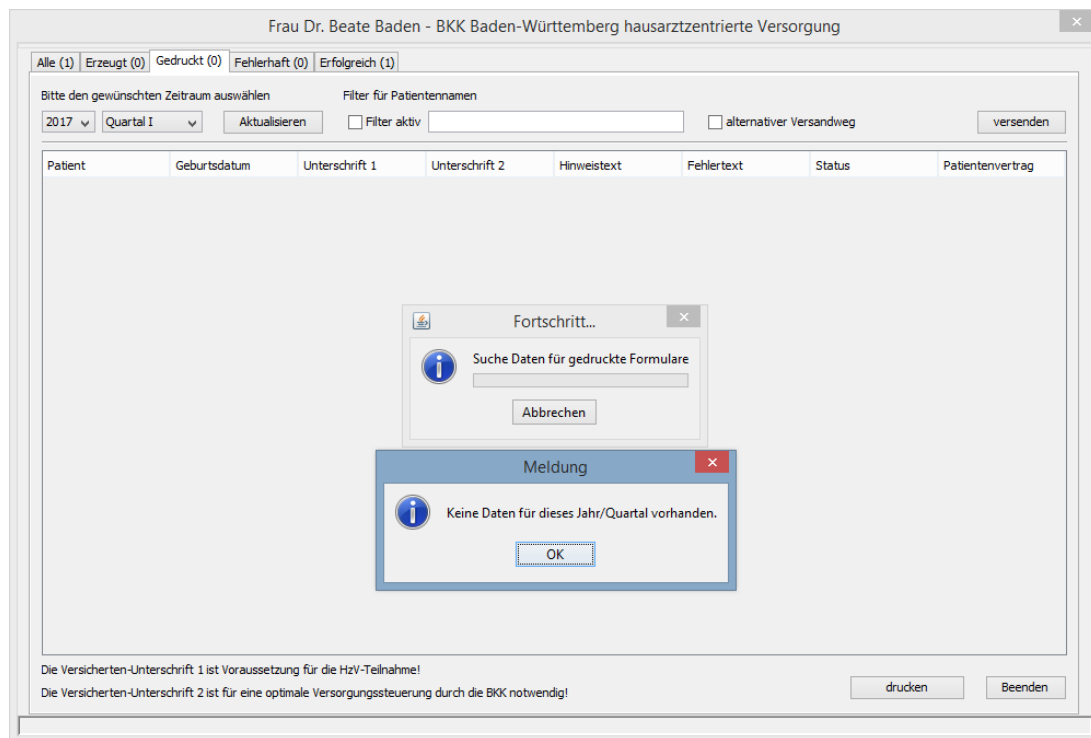 Frau Dr. Beate Baden - BKK Baden-Württemberg hausarztzentrierte Versorgung
Alle (1) Erzeugt (0) Gedruckt (0) Fehlerhaft (0) Erfolgreich (1)
Bitte den gewünschten Zeitraum auswählen Filter für Patientennamen
2017 Quartal I Aktualisieren Filter aktiv alternativer Versandweg versenden
Patient Geburtsdatum Unterschrift 1 Unterschrift 2 Hinweistext Fehlertext Status Patientenvertrag
Fortschritt...
Suche Daten für gedruckte Formulare
Abbrechen
Meldung
Keine Daten für dieses Jahr/Quartal vorhanden.
OK
Die Versicherten-Unterschrift 1 ist Voraussetzung für die HzV-Teilnahme!
Die Versicherten-Unterschrift 2 ist für eine optimale Versorgungssteuerung durch die BKK notwendig!
drucken Beenden